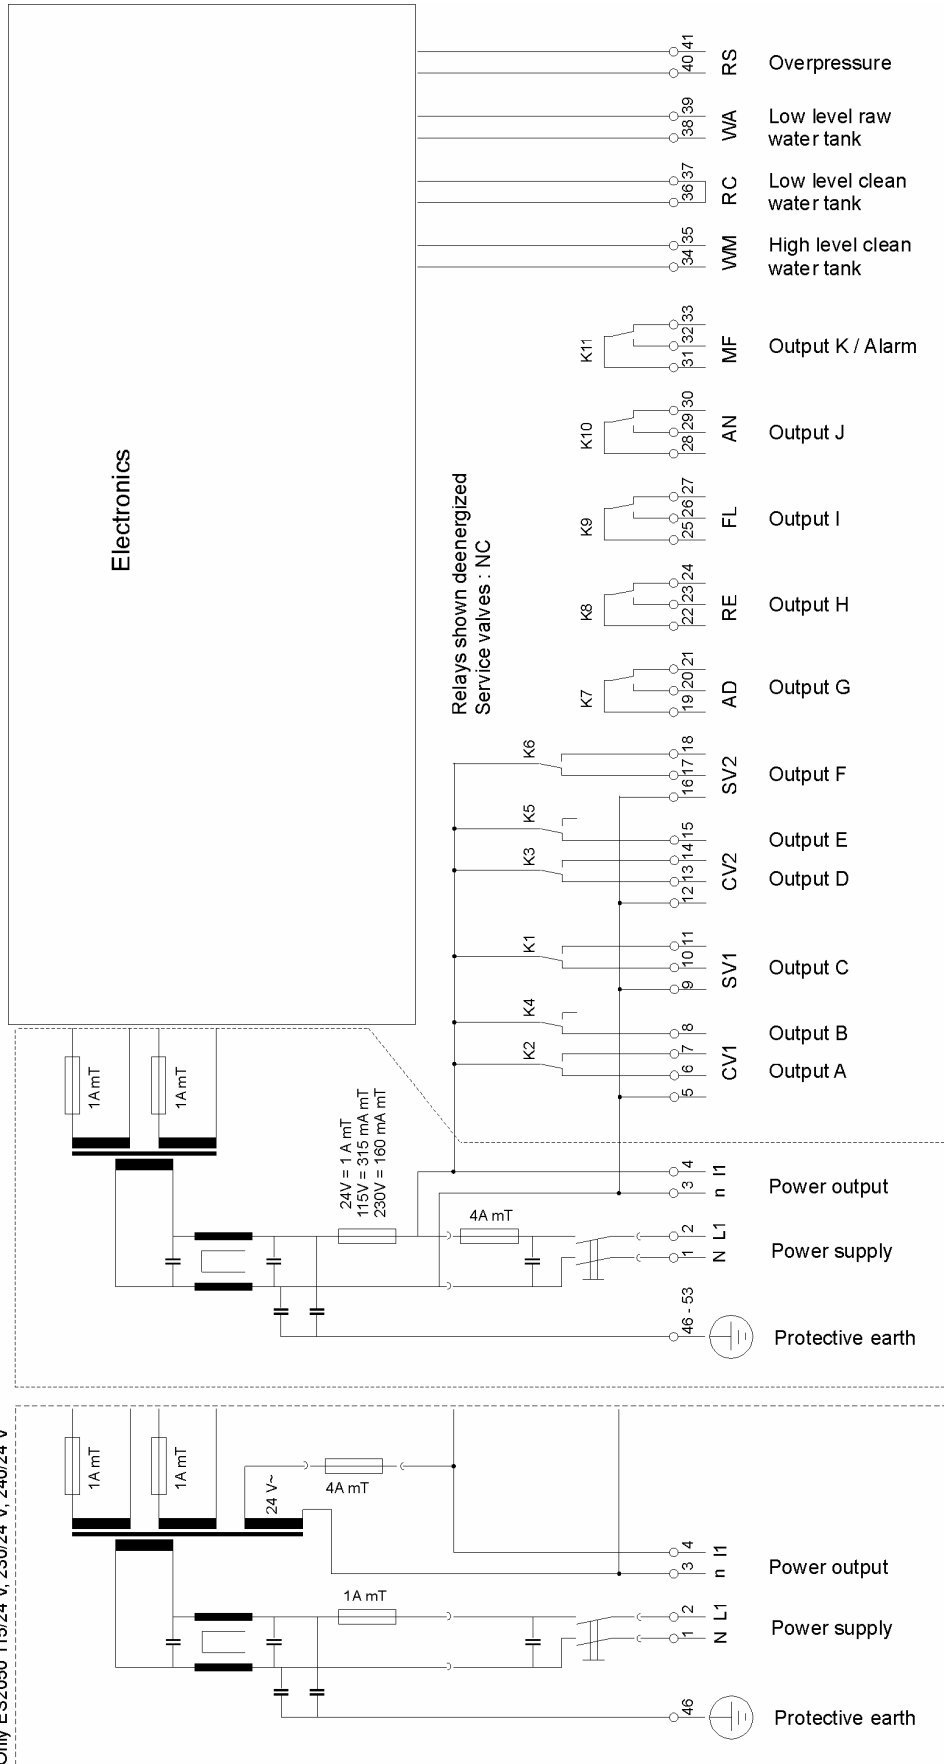 Electronics
Relays shown deenergized
Service valves : NC
41
40
RS
Overpressure
39
38
WA
Low level raw
water tank
37
36
RC
Low level clean
water tank
35
34
WM
High level clean
water tank
K11
33
32
31
MF
Output K / Alarm
K10
30
29
28
AN
Output J
K9
27
26
25
FL
Output I
K8
24
23
22
RE
Output H
K7
21
20
19
AD
Output G
K6
18
17
16
SV2
Output F
K5
15
Output E
K3
14
13
12
CV2
Output D
K1
11
10
9
SV1
Output C
K4
8
Output B
K2
7
6
5
CV1
Output A
1A mT
1A mT
24V = 1 A mT
115V = 315 mA mT
230V = 160 mA mT
4A mT
4 l1
3 n
Power output
2 L1
1 N
Power supply
46 - 53
Protective earth
Only ES2050 115/24 V, 230/24 V, 240/24 V
1A mT
1A mT
24 V~
4A mT
4 l1
3 n
Power output
1A mT
2 L1
1 N
Power supply
46
Protective earth